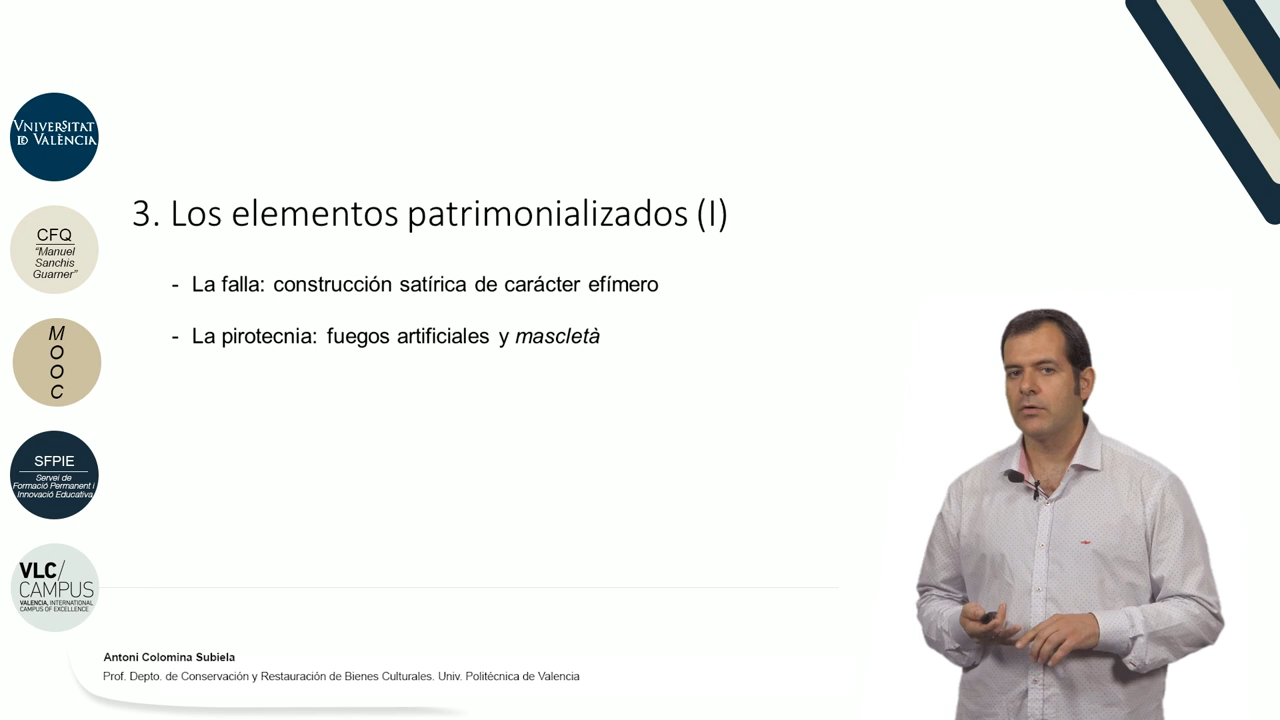 VNIVERSITAT
ID VALÈNCIA
CFQ
“Manuel
Sanchis
Guarner”
M
O
O
C
SFPIE
Servei de
Formació Permanent i
Innovació Educativa
VLC/
CAMPUS
VALENCIA, INTERNATIONAL
CAMPUS OF EXCELLENCE
3. Los elementos patrimonializados (I)
- La falla: construcción satírica de carácter efímero
- La pirotecnia: fuegos artificiales y mascletà
Antoni Colomina Subiela
Prof. Depto. de Conservación y Restauración de Bienes Culturales. Univ. Politécnica de Valencia